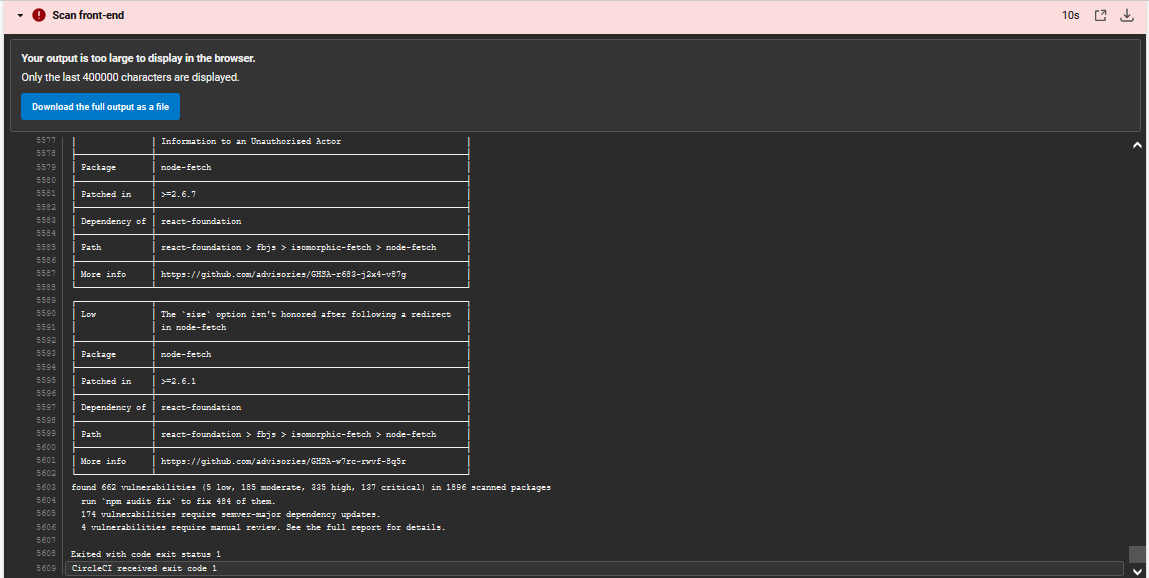 Scan front-end
10s
Your output is too large to display in the browser.
Only the last 400000 characters are displayed.
Download the full output as a file
5577 Information to an Unauthorized Actor
5578
5579 Package node-fetch
5580
5581 Patched in >=2.6.7
5582
5583 Dependency of react-foundation
5584
5585 Path react-foundation > fbjs > isomorphic-fetch > node-fetch
5586
5587 More info https://github.com/advisories/GHSA-r683-j2x4-v87g
5588
5589
5590 Low The `size` option isn't honored after following a redirect
5591 in node-fetch
5592
5593 Package node-fetch
5594
5595 Patched in >=2.6.1
5596
5597 Dependency of react-foundation
5598
5599 Path react-foundation > fbjs > isomorphic-fetch > node-fetch
5600
5601 More info https://github.com/advisories/GHSA-w7rc-rwvf-8q5r
5602
5603 found 662 vulnerabilities (5 low, 185 moderate, 335 high, 137 critical) in 1896 scanned packages
5604 run `npm audit fix` to fix 484 of them.
5605 174 vulnerabilities require semver-major dependency updates.
5606 4 vulnerabilities require manual review. See the full report for details.
5607
5608 Exited with code exit status 1
5609 CircleCI received exit code 1